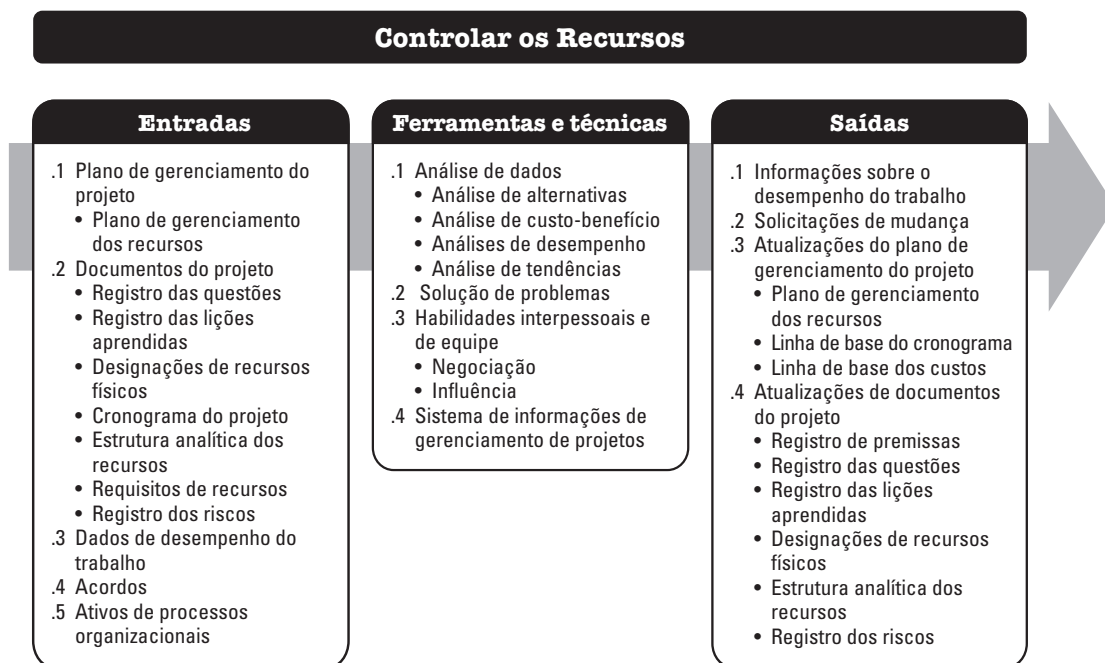 Controlar os Recursos
Entradas
.1 Plano de gerenciamento do
projeto
• Plano de gerenciamento
dos recursos
.2 Documentos do projeto
• Registro das questões
• Registro das lições
aprendidas
• Designações de recursos
físicos
• Cronograma do projeto
• Estrutura analítica dos
recursos
• Requisitos de recursos
• Registro dos riscos
.3 Dados de desempenho do
trabalho
.4 Acordos
.5 Ativos de processos
organizacionais
Ferramentas e técnicas
.1 Análise de dados
• Análise de alternativas
• Análise de custo-benefício
• Análises de desempenho
• Análise de tendências
.2 Solução de problemas
.3 Habilidades interpessoais e
de equipe
• Negociação
• Influência
.4 Sistema de informações de
gerenciamento de projetos
Saídas
.1 Informações sobre o
desempenho do trabalho
.2 Solicitações de mudança
.3 Atualizações do plano de
gerenciamento do projeto
• Plano de gerenciamento
dos recursos
• Linha de base do cronograma
• Linha de base dos custos
.4 Atualizações de documentos
do projeto
• Registro de premissas
• Registro das questões
• Registro das lições
aprendidas
• Designações de recursos
físicos
• Estrutura analítica dos
recursos
• Registro dos riscos